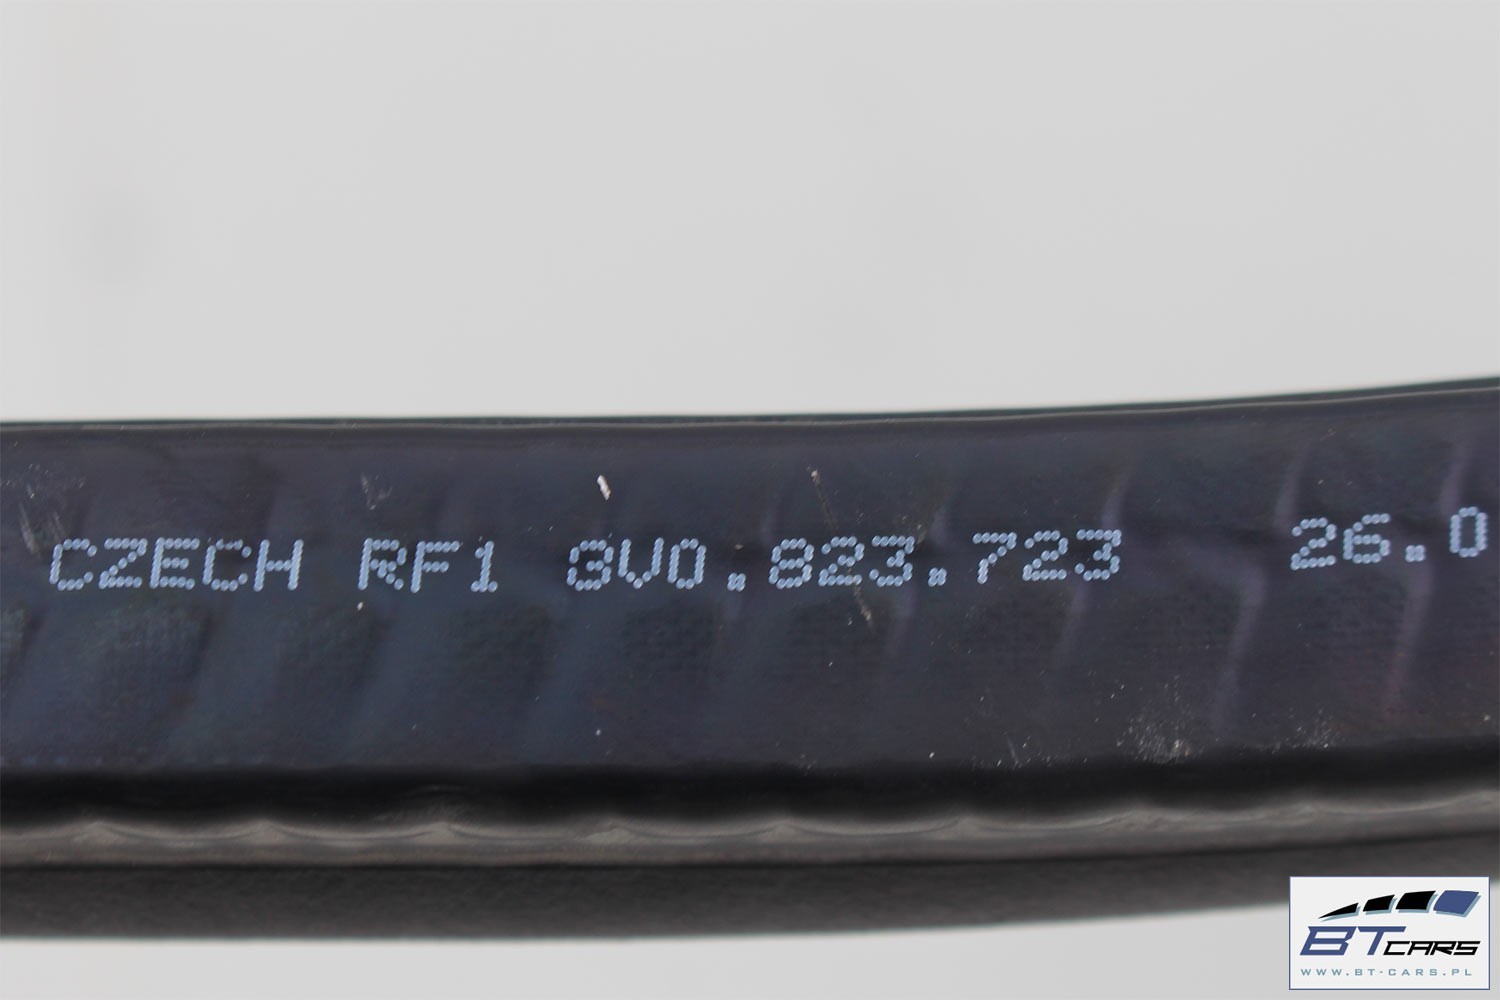 CZECH RF1 3V0.823.723 26.0
BTCARS
WWW.BT-CARS.PL